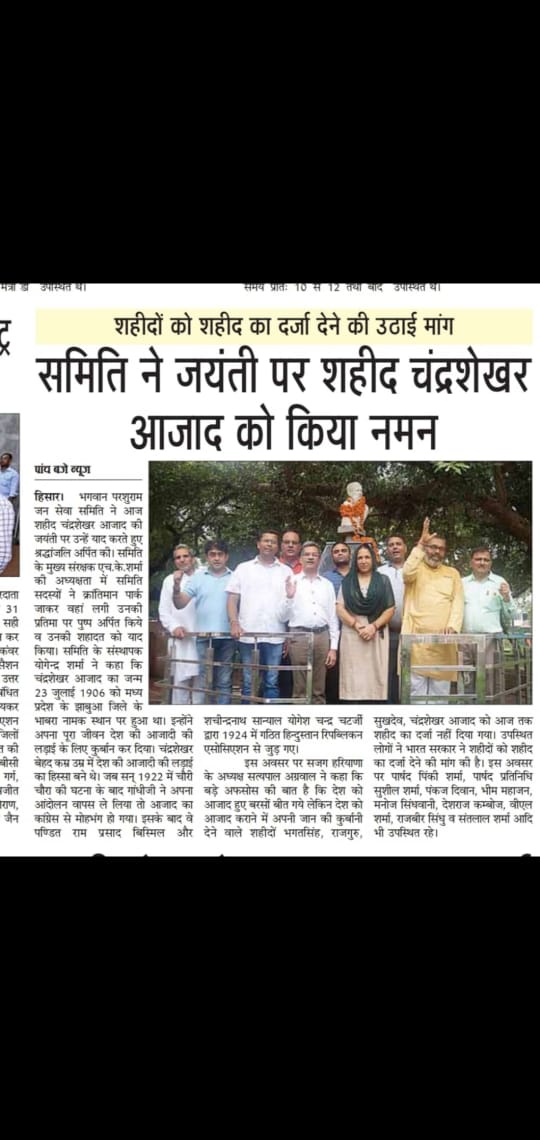 मंत्री डॉ उपस्थित थे।
समय प्रातः 10 से 12 तथा बाद उपस्थित थे।
शहीदों को शहीद का दर्जा देने की उठाई मांग
समिति ने जयंती पर शहीद चंद्रशेखर
आजाद को किया नमन
पांच बजे न्यूज
हिसार। भगवान परशुराम
जन सेवा समिति ने आज
शहीद चंद्रशेखर आजाद की
जयंती पर उन्हें याद करते हुए
श्रद्धांजलि अर्पित की। समिति
के मुख्य संरक्षक एच.के.शर्मा
की अध्यक्षता में समिति
सदस्यों ने क्रांतिमान पार्क
जाकर वहां लगी उनकी
प्रतिमा पर पुष्प अर्पित किये
व उनकी शहादत को याद
किया। समिति के संस्थापक
योगेन्द्र शर्मा ने कहा कि
चंद्रशेखर आजाद का जन्म
23 जुलाई 1906 को मध्य
प्रदेश के झाबुआ जिले के
भाबरा नामक स्थान पर हुआ था। इन्होंने
अपना पूरा जीवन देश की आजादी की
लड़ाई के लिए कुर्बान कर दिया। चंद्रशेखर
बेहद कम्र उम्र में देश की आजादी की लड़ाई
का हिस्सा बने थे। जब सन् 1922 में चौरी
चौरा की घटना के बाद गांधीजी ने अपना
आंदोलन वापस ले लिया तो आजाद का
कांग्रेस से मोहभंग हो गया। इसके बाद वे
पण्डित राम प्रसाद बिस्मिल और
शचीन्द्रनाथ सान्याल योगेश चन्द्र चटर्जी
द्वारा 1924 में गठित हिन्दुस्तान रिपब्लिकन
एसोसिएशन से जुड़ गए।
इस अवसर पर सजग हरियाणा
के अध्यक्ष सत्यपाल अग्रवाल ने कहा कि
बड़े अफसोस की बात है कि देश को
आजाद हुए बरसों बीत गये लेकिन देश को
आजाद कराने में अपनी जान की कुर्बानी
देने वाले शहीदों भगतसिंह, राजगुरु,
सुखदेव, चंद्रशेखर आजाद को आज तक
शहीद का दर्जा नहीं दिया गया। उपस्थित
लोगों ने भारत सरकार ने शहीदों को शहीद
का दर्जा देने की मांग की है। इस अवसर
पर पार्षद पिंकी शर्मा, पार्षद प्रतिनिधि
सुशील शर्मा, पंकज दिवान, भीम महाजन,
मनोज सिंधवानी, देशराज कम्बोज, वीएल
शर्मा, राजबीर सिंधु व संतलाल शर्मा आदि
भी उपस्थित रहे।